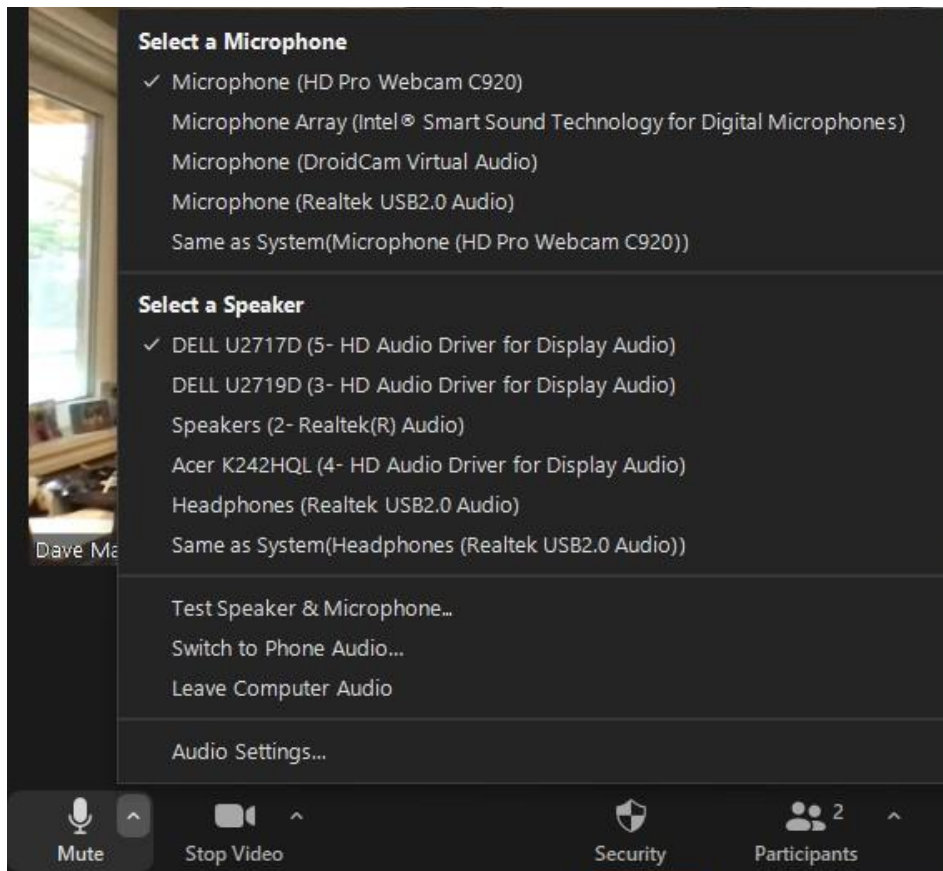 Select a Microphone
✓ Microphone (HD Pro Webcam C920)
Microphone Array (Intel® Smart Sound Technology for Digital Microphones)
Microphone (DroidCam Virtual Audio)
Microphone (Realtek USB2.0 Audio)
Same as System(Microphone (HD Pro Webcam C920))
Select a Speaker
✓ DELL U2717D (5- HD Audio Driver for Display Audio)
DELL U2719D (3- HD Audio Driver for Display Audio)
Speakers (2- Realtek(R) Audio)
Acer K242HQL (4- HD Audio Driver for Display Audio)
Headphones (Realtek USB2.0 Audio)
Same as System(Headphones (Realtek USB2.0 Audio))
Dave Ma
Test Speaker & Microphone...
Switch to Phone Audio...
Leave Computer Audio
Audio Settings...
2
Mute Stop Video Security Participants